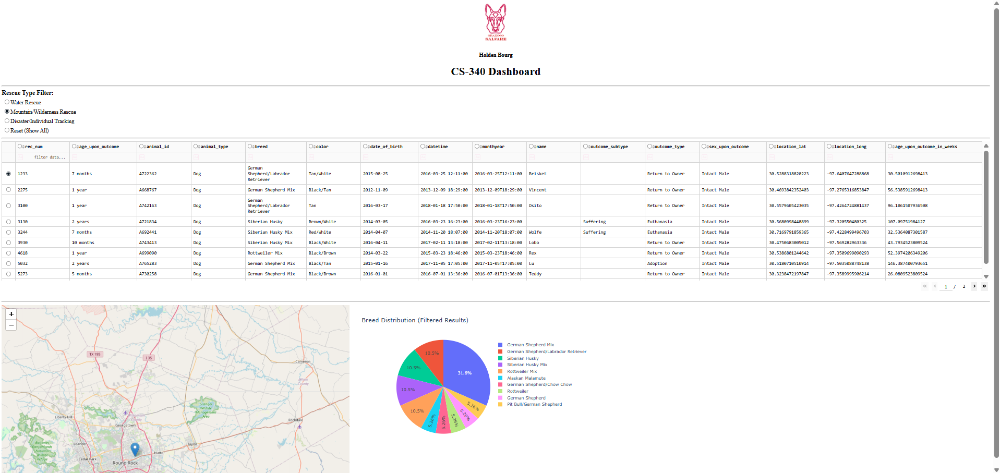 GRAZIOSO
SALVARE
Holden Bourg
CS-340 Dashboard
Rescue Type Filter:
Water Rescue
Mountain/Wilderness Rescue
Disaster/Individual Tracking
Reset (Show All)
rec_num age_upon_outcome animal_id animal_type breed color date_of_birth datetime monthyear name outcome_subtype outcome_type sex_upon_outcome location_lat location_long age_upon_outcome_in_weeks
filter data...
1233 7 months A722362 Dog German Shepherd/Labrador Retriever Tan/White 2015-08-25 2016-03-25 12:11:00 2016-03-25T12:11:00 Brisket Return to Owner Intact Male 30.5288318820223 -97.6407647288868 30.5010912698413
2275 1 year A668767 Dog German Shepherd Mix Black/Tan 2012-11-09 2013-12-09 18:29:00 2013-12-09T18:29:00 Vincent Return to Owner Intact Male 30.4693842352403 -97.2765316853847 56.5385912698413
3100 1 year A742163 Dog German Shepherd/Labrador Retriever Tan 2016-03-17 2018-01-18 17:50:00 2018-01-18T17:50:00 Osito Return to Owner Intact Male 30.5579605423035 -97.4264724881437 96.1061507936508
3130 2 years A721834 Dog Siberian Husky Brown/White 2014-03-05 2016-03-23 16:23:00 2016-03-23T16:23:00 Suffering Euthanasia Intact Male 30.5680998448899 -97.320550480325 107.09751984127
3244 7 months A692441 Dog Siberian Husky Mix Red/White 2014-04-07 2014-11-20 18:07:00 2014-11-20T18:07:00 Wolfe Suffering Euthanasia Intact Male 30.7169791859365 -97.4228499496703 32.5364087301587
3930 10 months A743413 Dog Siberian Husky Mix Black/White 2016-04-11 2017-02-11 13:18:00 2017-02-11T13:18:00 Lobo Return to Owner Intact Male 30.4750683005012 -97.569282963336 43.7934523809524
4618 1 year A699090 Dog Rottweiler Mix Black/Brown 2014-03-22 2015-03-23 18:46:00 2015-03-23T18:46:00 Rex Return to Owner Intact Male 30.5386801244642 -97.3509699090293 52.3974206349206
5032 2 years A765283 Dog German Shepherd Mix Black/Tan 2015-01-16 2017-11-05 17:05:00 2017-11-05T17:05:00 Lu Adoption Intact Male 30.5180710510914 -97.5035088748138 146.387400793651
5273 5 months A730258 Dog German Shepherd Mix Black/Brown 2016-01-01 2016-07-01 13:36:00 2016-07-01T13:36:00 Teddy Return to Owner Intact Male 30.3238472197847 -97.3589995906214 26.0809523809524
« ‹ 1 / 2 › »
+
−
TX 195
I 35
Cameron
Milam County
Granger Wildlife Management Area
Liberty Hill
Williamson County
Georgetown
Rockdale
Leander
Taylor
Balcones Canyonlands National Wildlife Refuge
Cedar Park
Hutto
Round Rock
Breed Distribution (Filtered Results)
31.6%
10.5%
10.5%
10.5%
10.5%
5.26%
5.26%
5.26%
5.26%
5.26%
German Shepherd Mix
German Shepherd/Labrador Retriever
Siberian Husky
Siberian Husky Mix
Rottweiler Mix
Alaskan Malamute
German Shepherd/Chow Chow
Rottweiler
German Shepherd
Pit Bull/German Shepherd